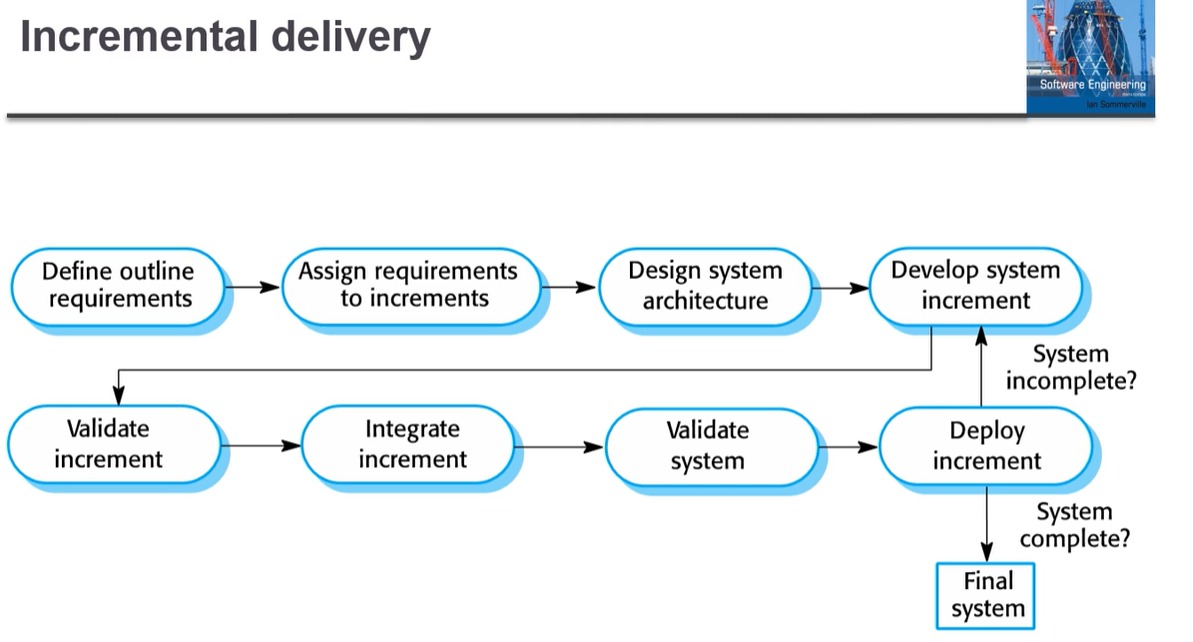 Incremental delivery
Software Engineering
Ian Sommerville
Define outline
requirements
Assign requirements
to increments
Design system
architecture
Develop system
increment
System
incomplete?
Validate
increment
Integrate
increment
Validate
system
Deploy
increment
System
complete?
Final
system